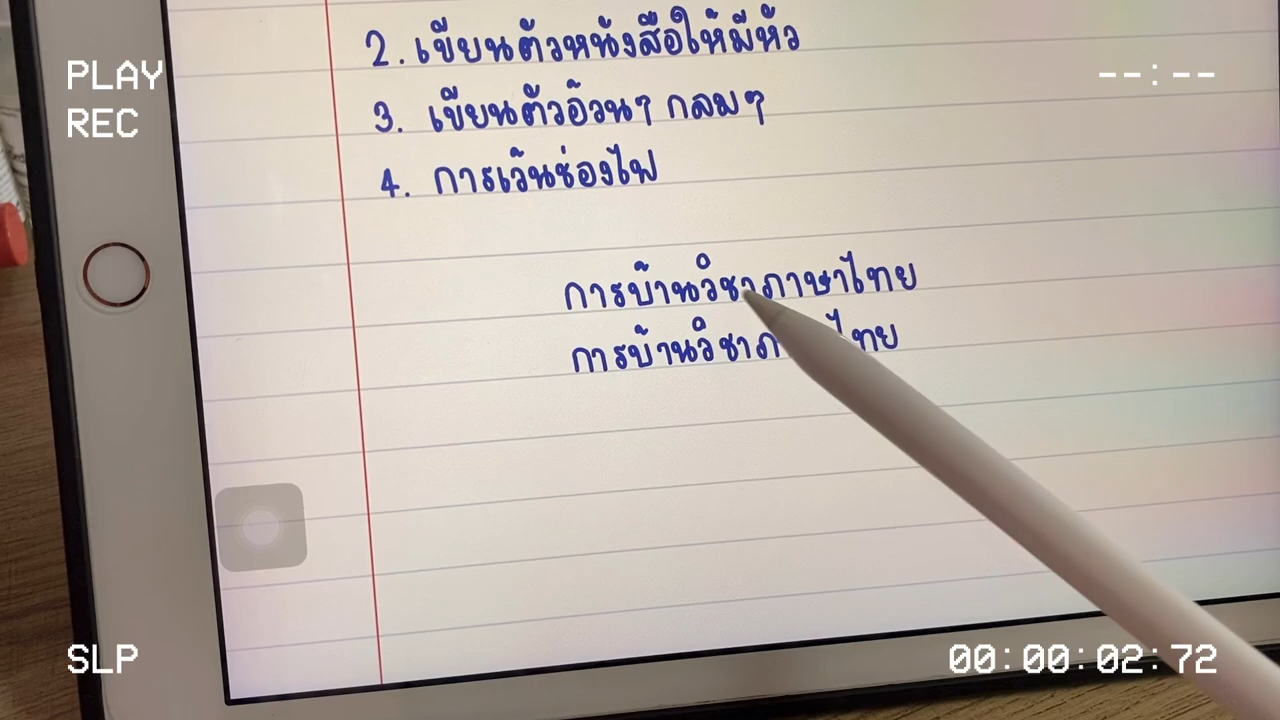 2. เขียนตัวหนังสือให้มีหัว
PLAY
--:--
REC
3. เขียนตัวอ้วนๆ กลมๆ
4. การเว้นช่องไฟ
การบ้านวิชาภาษาไทย
การบ้านวิชาภ ไทย
SLP
00:00:02:72